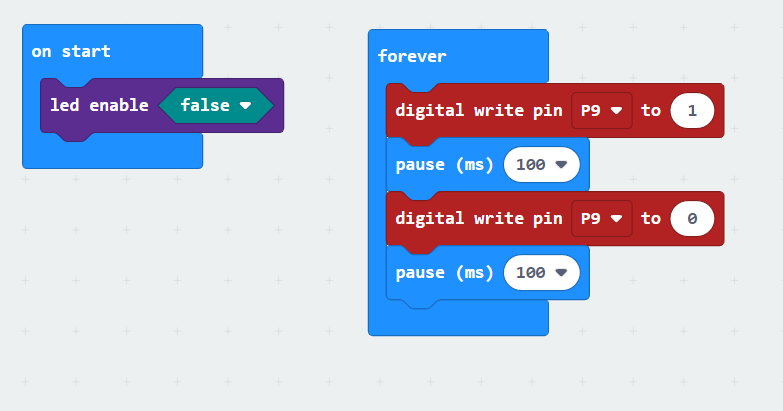 on start
led enable false
forever
digital write pin P9 to 1
pause (ms) 100
digital write pin P9 to 0
pause (ms) 100